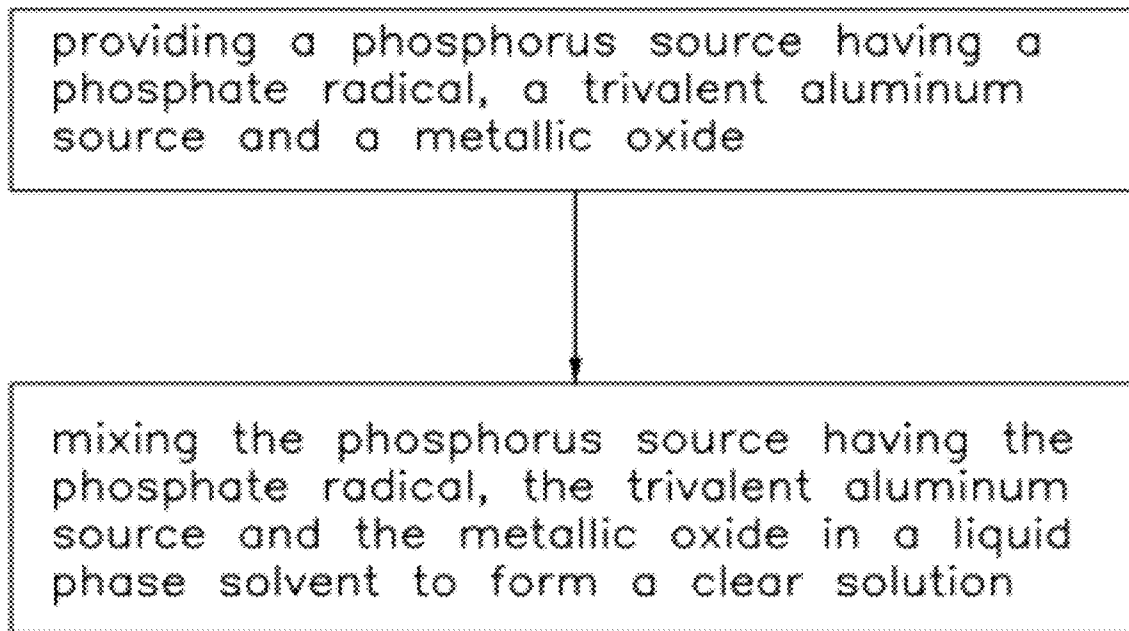 providing a phosphorus source having a
phosphate radical, a trivalent aluminum
source and a metallic oxide
mixing the phosphorus source having the
phosphate radical, the trivalent aluminum
source and the metallic oxide in a liquid
phase solvent to form a clear solution